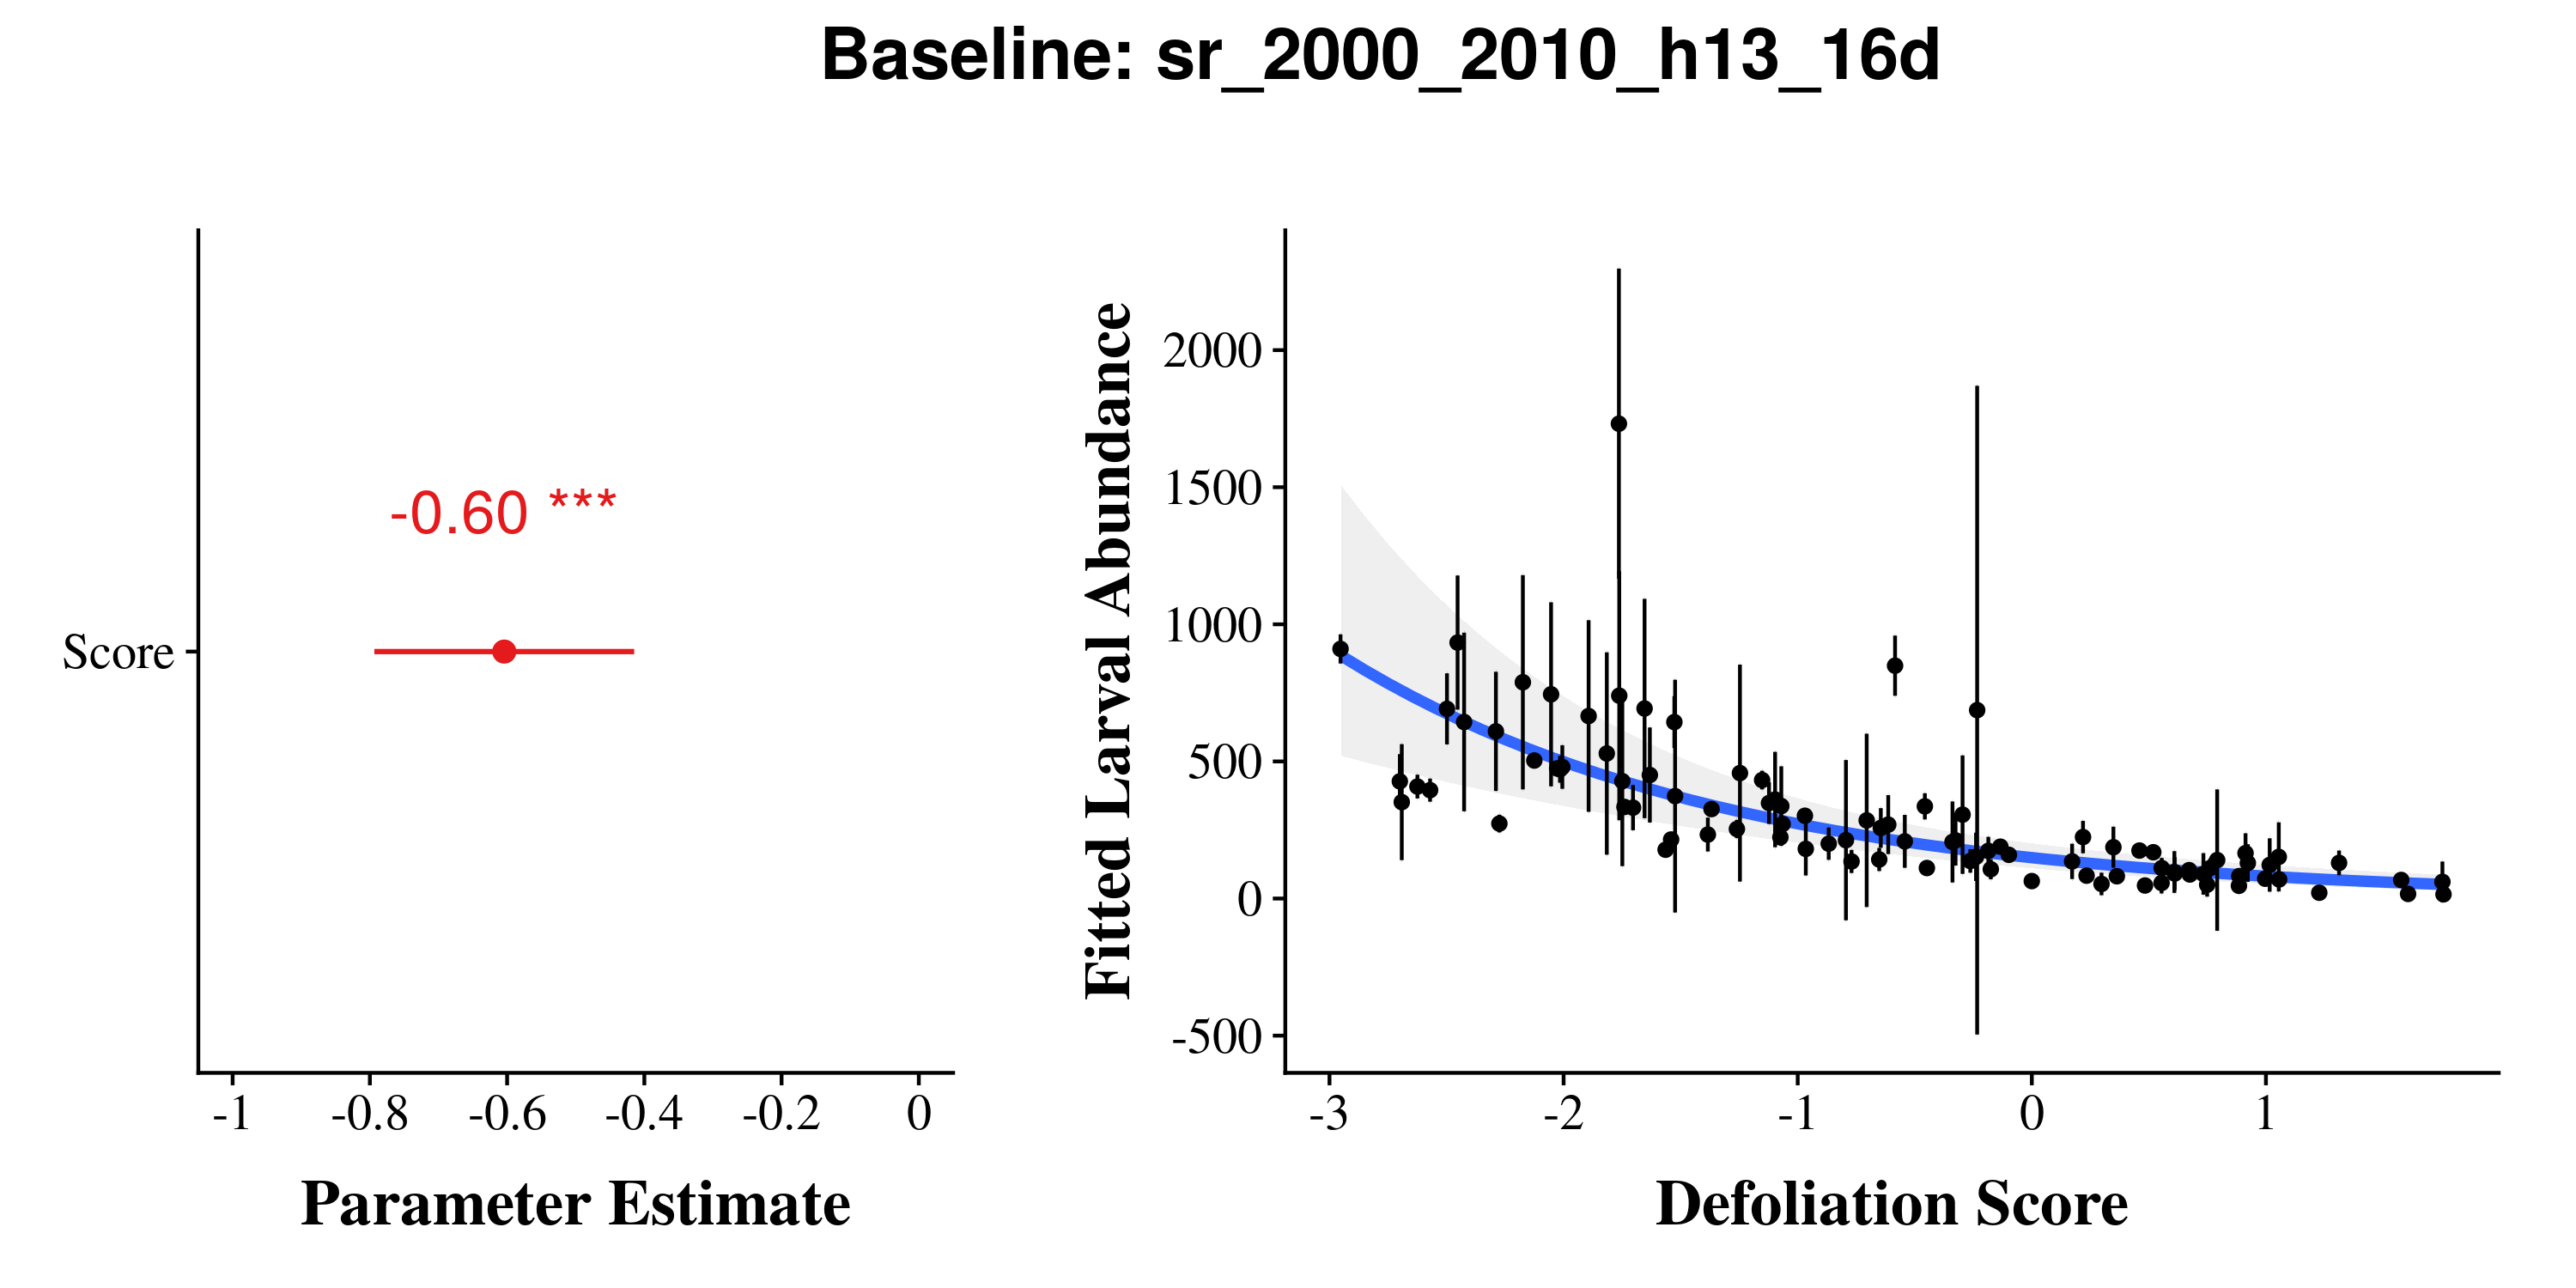 Baseline: sr_2000_2010_h13_16d
-0.60 ***
Score
-1 -0.8 -0.6 -0.4 -0.2 0
Parameter Estimate
Fitted Larval Abundance
2000
1500
1000
500
0
-500
-3 -2 -1 0 1
Defoliation Score